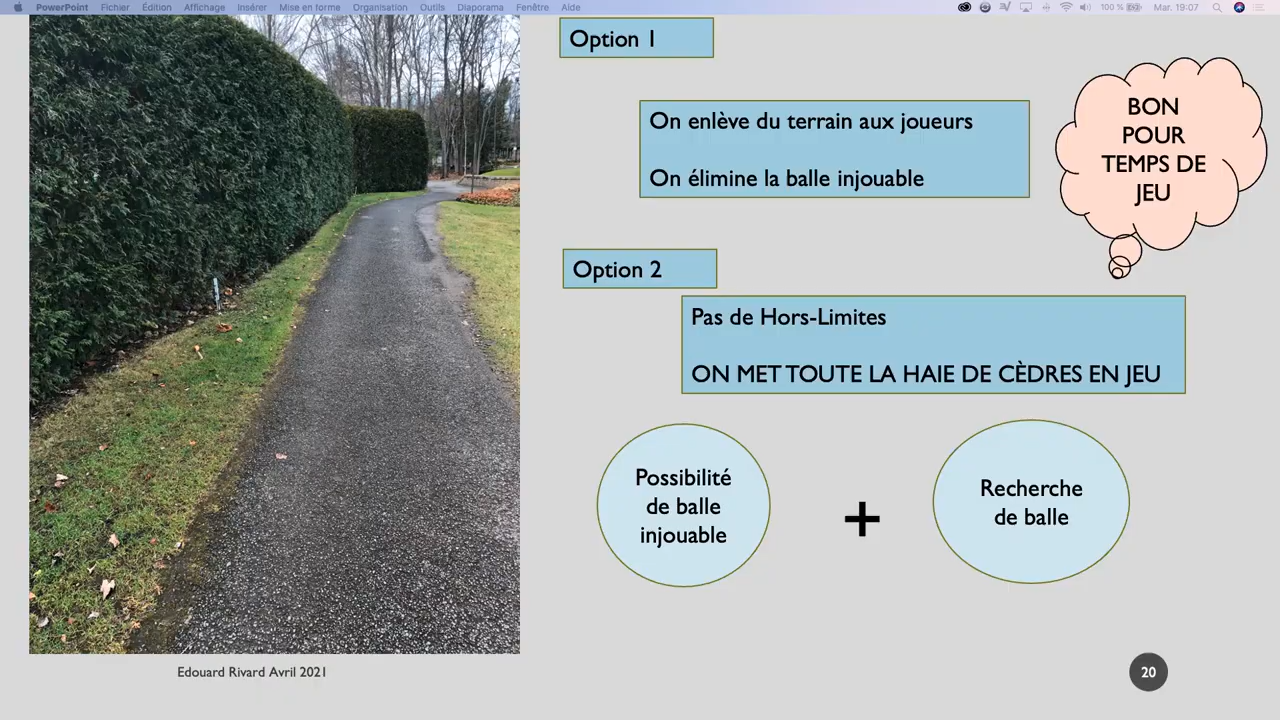 PowerPoint Fichier Édition Affichage Insérer Mise en forme Organisation Outils Diaporama Fenêtre Aide 100 % Mar. 19:07
Option 1
On enlève du terrain aux joueurs
On élimine la balle injouable
BON
POUR
TEMPS DE
JEU
Option 2
Pas de Hors-Limites
ON MET TOUTE LA HAIE DE CÈDRES EN JEU
Possibilité
de balle
injouable
+
Recherche
de balle
Edouard Rivard Avril 2021
20